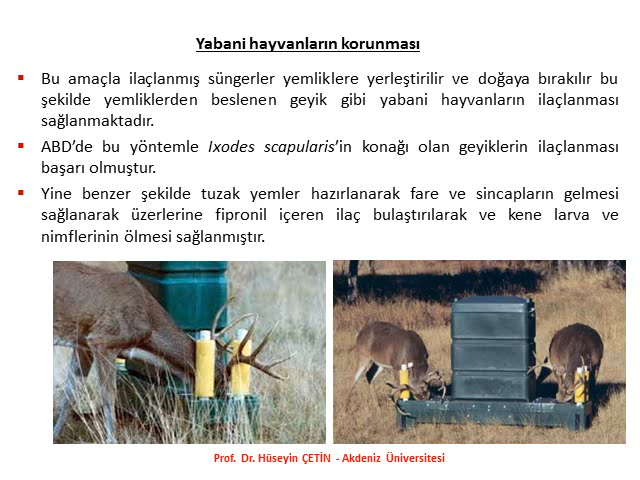 Yabani hayvanların korunması
Bu amaçla ilaçlanmış süngerler yemliklere yerleştirilir ve doğaya bırakılır bu
şekilde yemliklerden beslenen geyik gibi yabani hayvanların ilaçlanması
sağlanmaktadır.
ABD’de bu yöntemle Ixodes scapularis’in konağı olan geyiklerin ilaçlanması
başarı olmuştur.
Yine benzer şekilde tuzak yemler hazırlanarak fare ve sincapların gelmesi
sağlanarak üzerlerine fipronil içeren ilaç bulaştırılarak ve kene larva ve
nimflerinin ölmesi sağlanmıştır.
Prof. Dr. Hüseyin ÇETİN - Akdeniz Üniversitesi